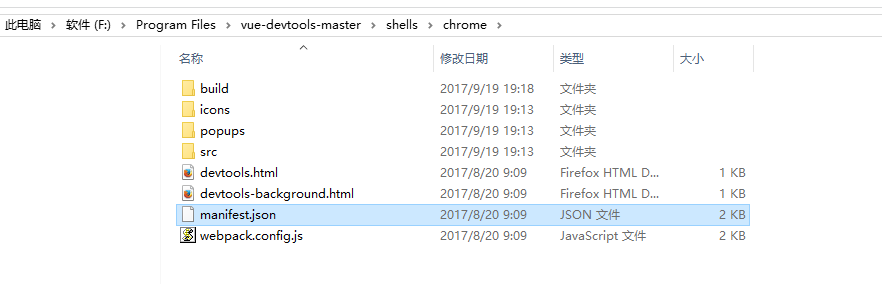 此电脑 > 软件 (F:) > Program Files > vue-devtools-master > shells > chrome >
名称 修改日期 类型 大小
build 2017/9/19 19:18 文件夹
icons 2017/9/19 19:13 文件夹
popups 2017/9/19 19:13 文件夹
src 2017/9/19 19:13 文件夹
devtools.html 2017/8/20 9:09 Firefox HTML D... 1 KB
devtools-background.html 2017/8/20 9:09 Firefox HTML D... 1 KB
manifest.json 2017/8/20 9:09 JSON 文件 2 KB
webpack.config.js 2017/8/20 9:09 JavaScript 文件 2 KB